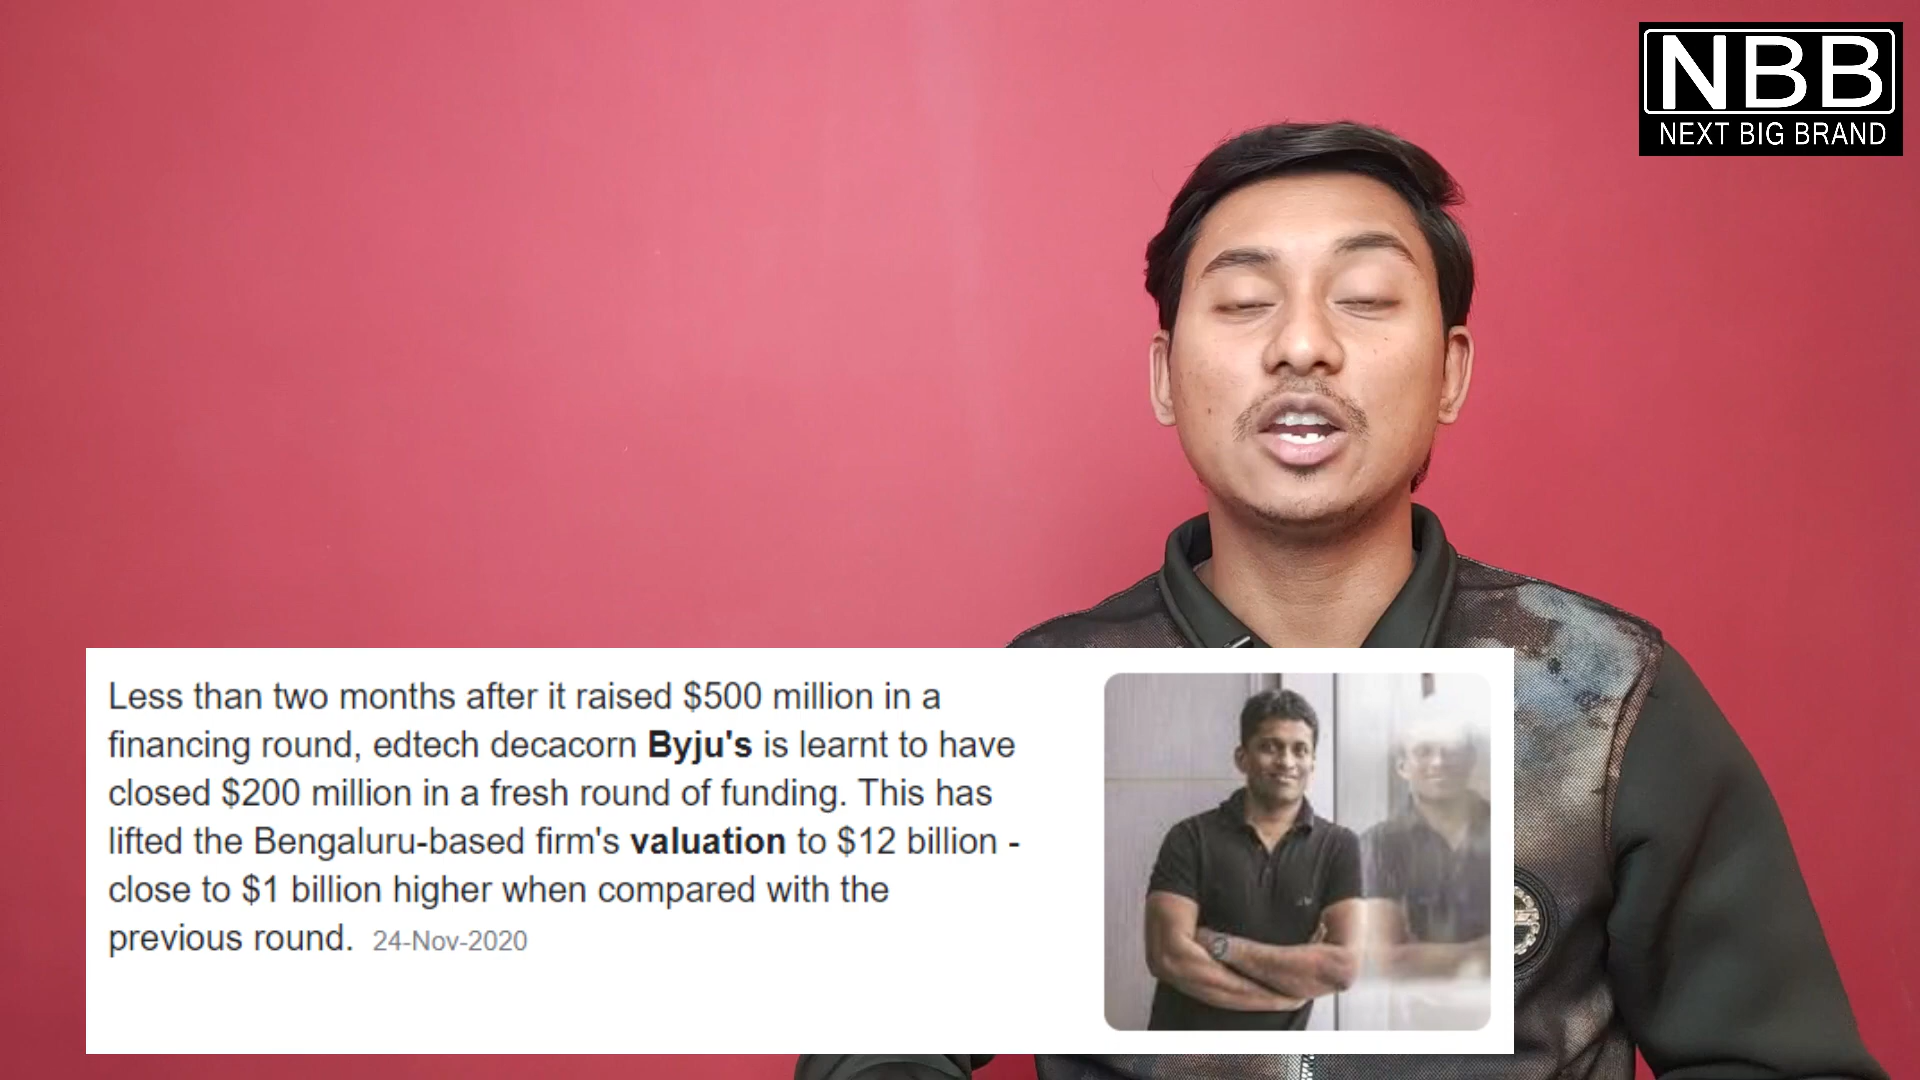 NBB
NEXT BIG BRAND
Less than two months after it raised $500 million in a
financing round, edtech decacorn Byju's is learnt to have
closed $200 million in a fresh round of funding. This has
lifted the Bengaluru-based firm's valuation to $12 billion -
close to $1 billion higher when compared with the
previous round. 24-Nov-2020